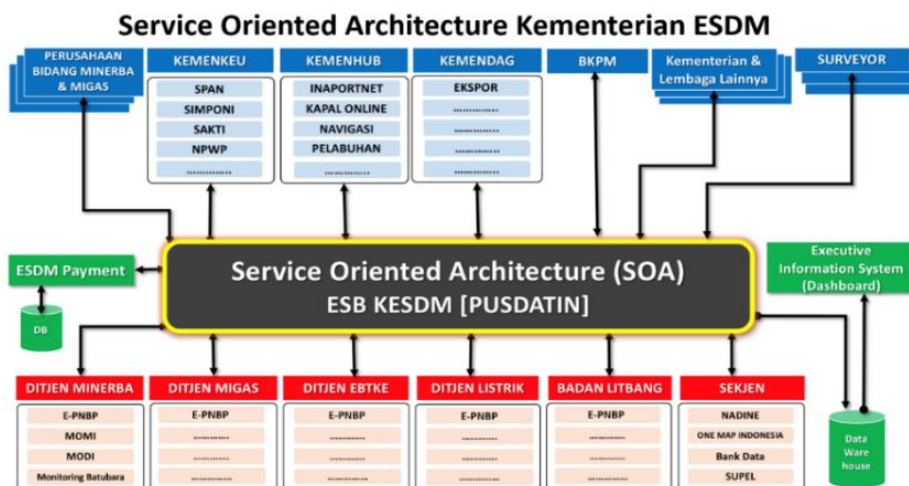 Service Oriented Architecture Kementerian ESDM
PERUSAHAAN
BIDANG MINERBA
& MIGAS
KEMENKEU
SPAN
SIMPONI
SAKTI
NPWP
..............
KEMENHUB
INAPORTNET
KAPAL ONLINE
NAVIGASI
PELABUHAN
..............
KEMENDAG
EKSPOR
..............
..............
..............
..............
BKPM
Kementerian &
Lembaga Lainnya
SURVEYOR
ESDM Payment
DB
Service Oriented Architecture (SOA)
ESB KESDM [PUSDATIN]
Executive
Information System
(Dashboard)
DITJEN MINERBA
E-PNBP
MOMI
MODI
Monitoring Batubara
DITJEN MIGAS
E-PNBP
..............
..............
..............
DITJEN EBTKE
E-PNBP
..............
..............
..............
DITJEN LISTRIK
E-PNBP
..............
..............
..............
BADAN LITBANG
E-PNBP
..............
..............
..............
SEKJEN
NADINE
ONE MAP INDONESIA
Bank Data
SUPEL
Data
Ware
house